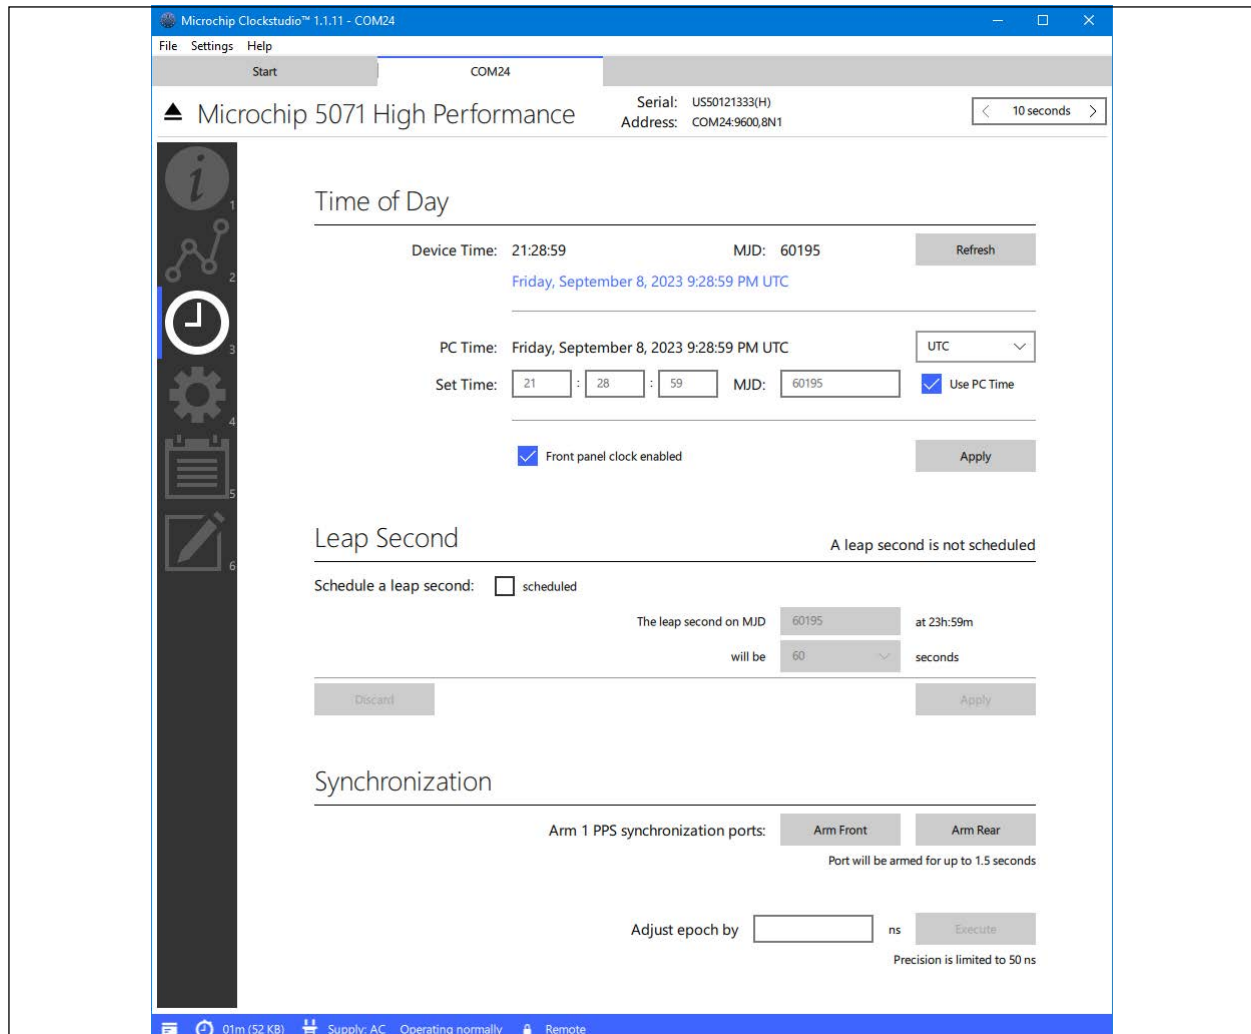 Microchip Clockstudio™ 1.1.11 - COM24
File Settings Help
Start COM24
Microchip 5071 High Performance
Serial: US50121333(H)
Address: COM24:9600,8N1
10 seconds
1
2
3
4
5
6
Time of Day
Device Time: 21:28:59 MJD: 60195 Refresh
Friday, September 8, 2023 9:28:59 PM UTC
PC Time: Friday, September 8, 2023 9:28:59 PM UTC UTC
Set Time: 21 : 28 : 59 MJD: 60195 Use PC Time
Front panel clock enabled Apply
Leap Second A leap second is not scheduled
Schedule a leap second: scheduled
The leap second on MJD 60195 at 23h:59m
will be 60 seconds
Discard Apply
Synchronization
Arm 1 PPS synchronization ports: Arm Front Arm Rear
Port will be armed for up to 1.5 seconds
Adjust epoch by ns Execute
Precision is limited to 50 ns
01m (52 KB) Supply: AC Operating normally Remote